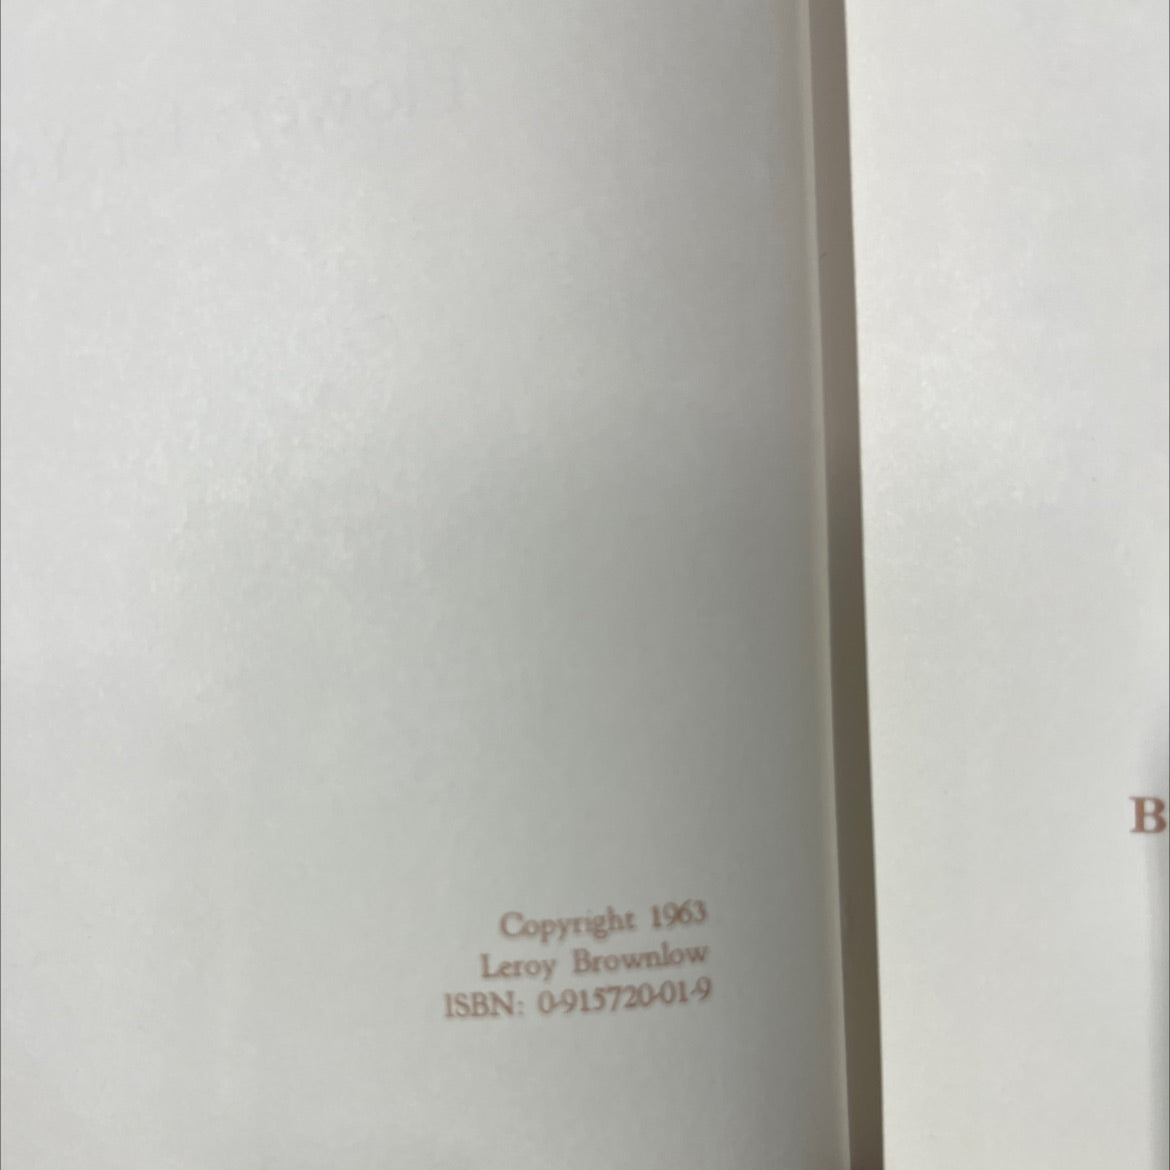 Copyright 1963
Leroy Brownlow
ISBN: 0-915720-01-9
B